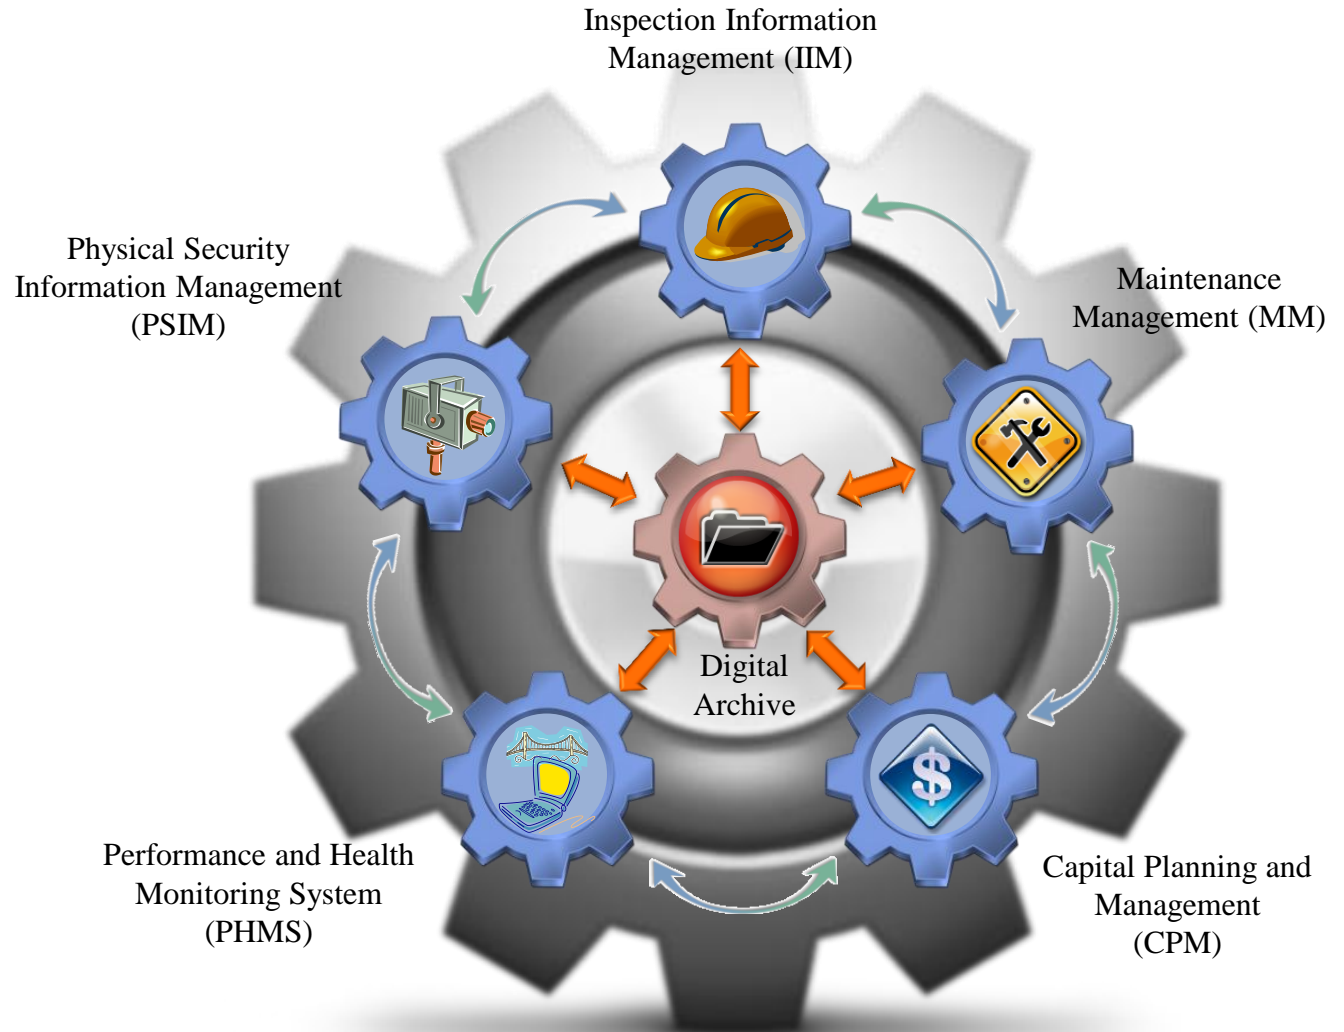 Inspection Information
Management (IIM)
Physical Security
Information Management
(PSIM)
Maintenance
Management (MM)
$
Digital
Archive
Performance and Health
Monitoring System
(PHMS)
Capital Planning and
Management
(CPM)